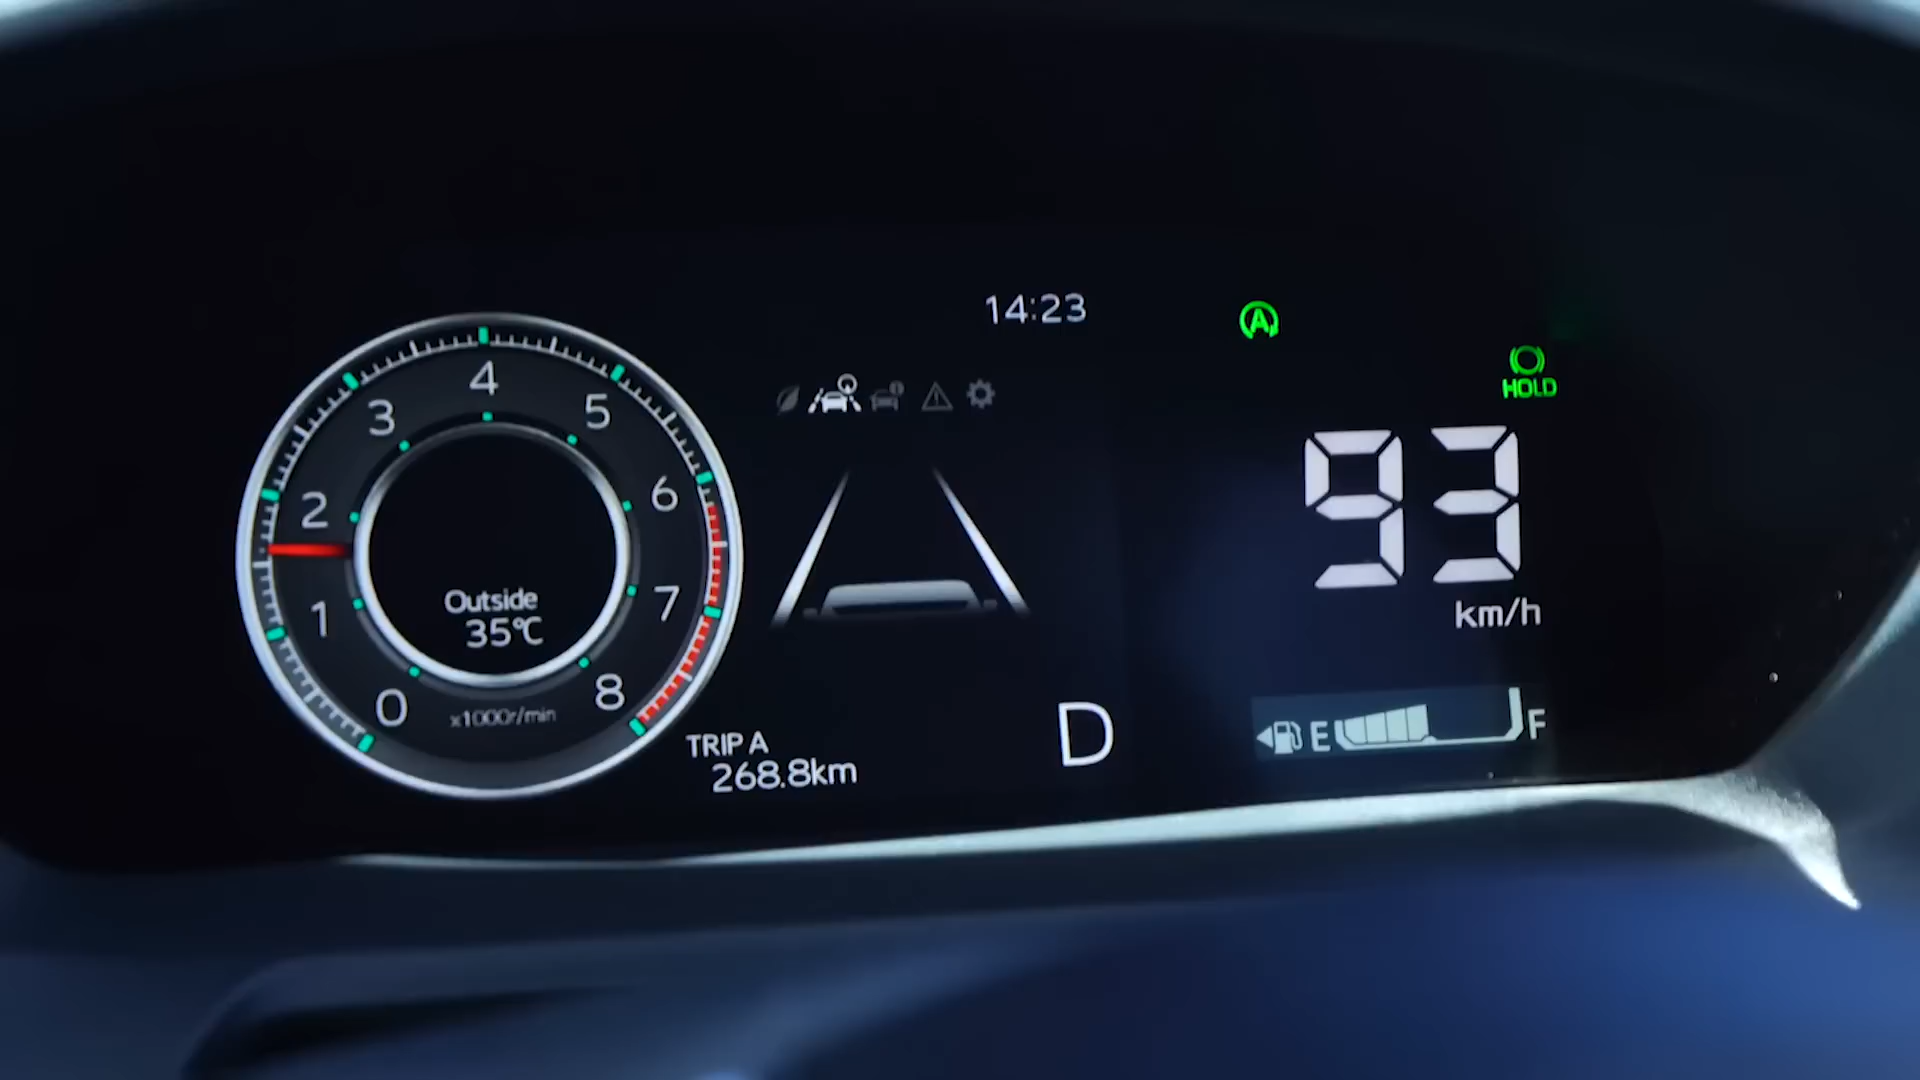 14:23
A
HOLD
4
3
5
2
6
1
7
0
8
Outside
35℃
x1000r/min
93
km/h
TRIP A
268.8km
D
E
F